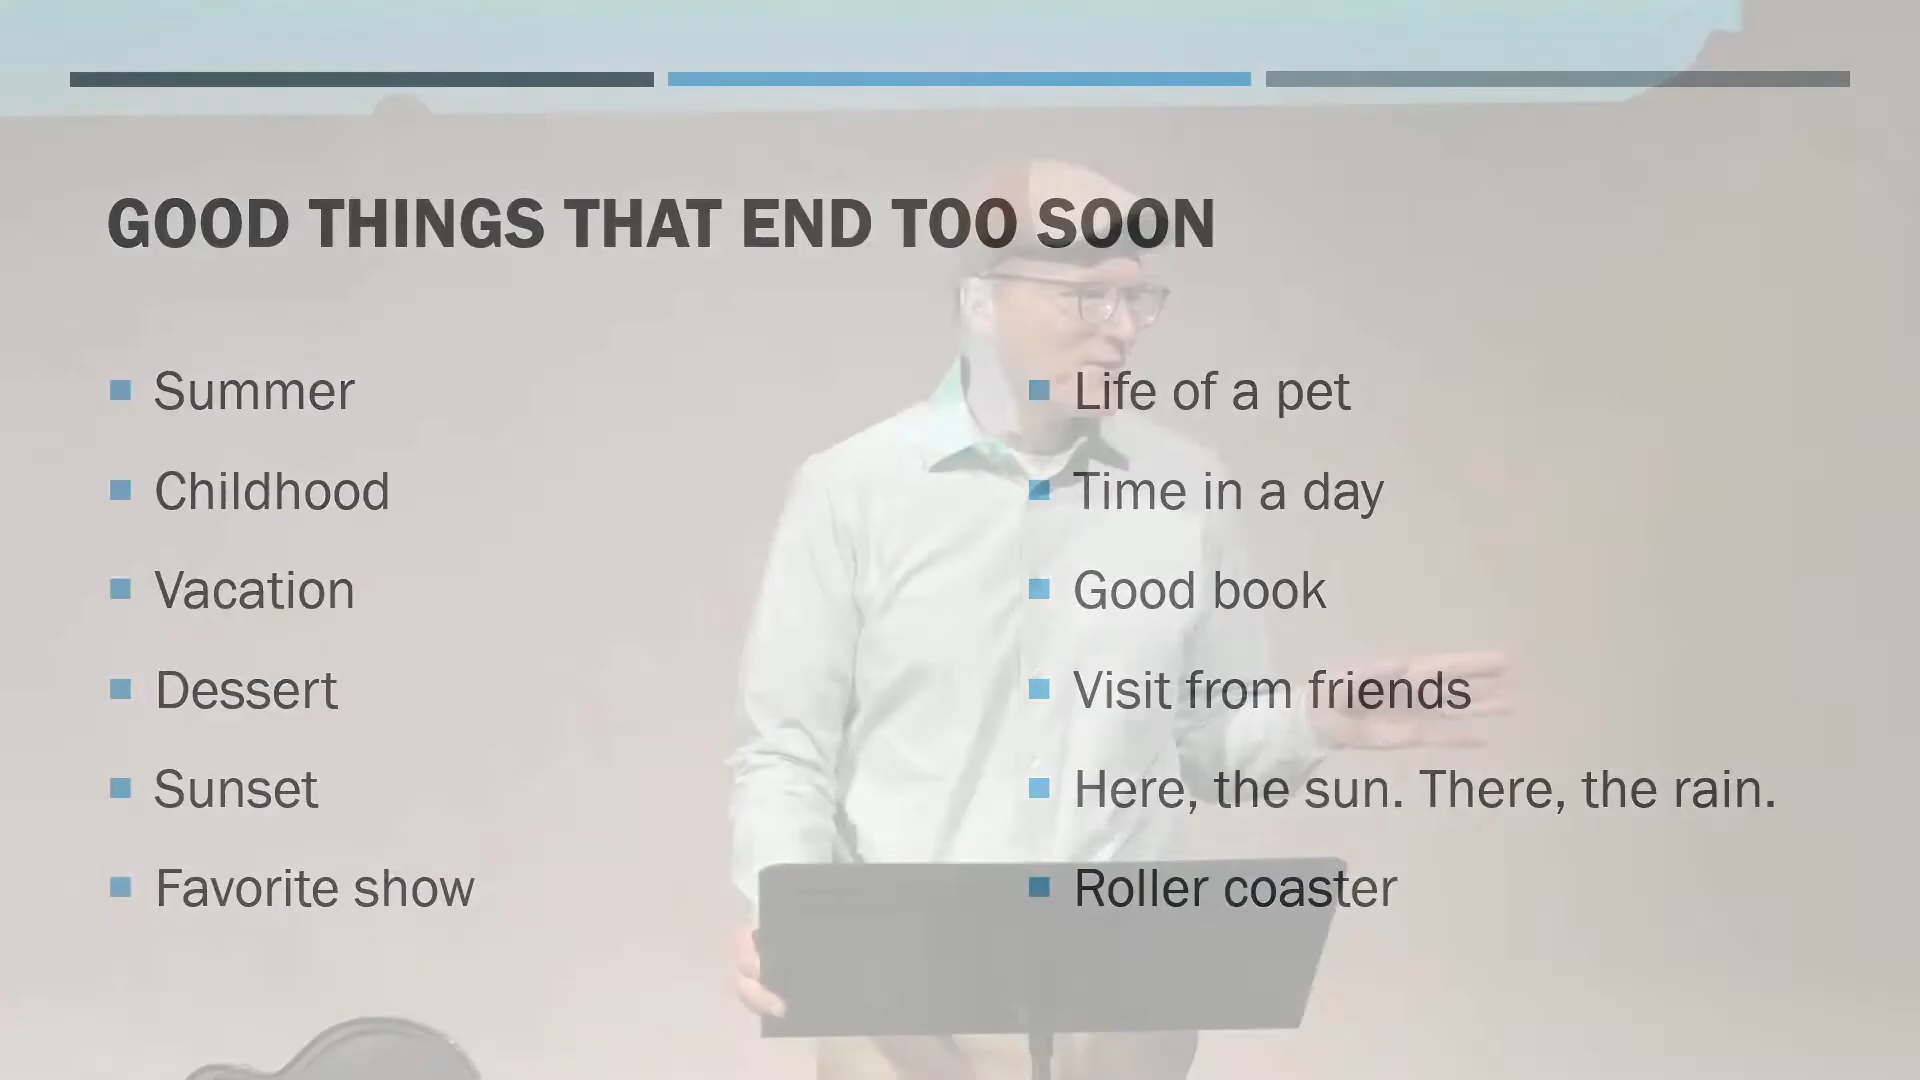 GOOD THINGS THAT END TOO SOON
Summer
Childhood
Vacation
Dessert
Sunset
Favorite show
Life of a pet
Time in a day
Good book
Visit from friends
Here, the sun. There, the rain.
Roller coaster